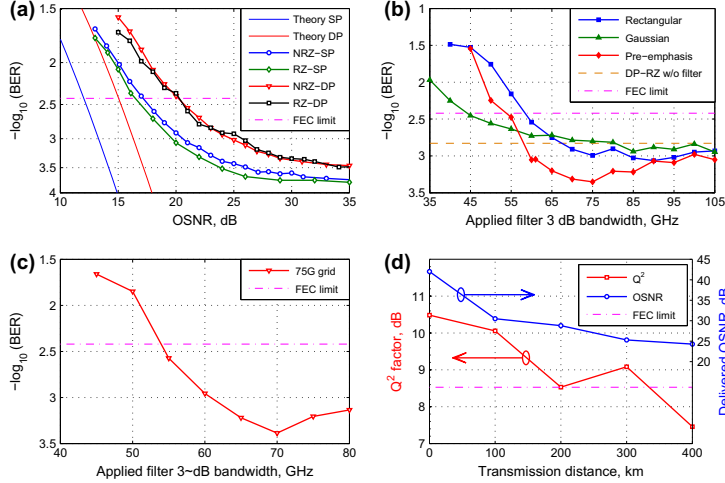 (a)
1.5
2
2.5
3
3.5
4
−log10 (BER)
10
15
20
25
30
35
OSNR, dB
Theory SP
Theory DP
NRZ−SP
RZ−SP
NRZ−DP
RZ−DP
FEC limit
(b)
1.5
2
2.5
3
3.5
−log10 (BER)
35
45
55
65
75
85
95
105
Applied filter 3 dB bandwidth, GHz
Rectangular
Gaussian
Pre−emphasis
DP−RZ w/o filter
FEC limit
(c)
1.5
2
2.5
3
3.5
−log10 (BER)
40
50
60
70
80
Applied filter 3~dB bandwidth, GHz
75G grid
FEC limit
(d)
11
10
9
8
7
Q2 factor, dB
0
100
200
300
400
Transmission distance, km
45
40
35
30
25
20
Delivered OSNR, dB
Q2
OSNR
FEC limit